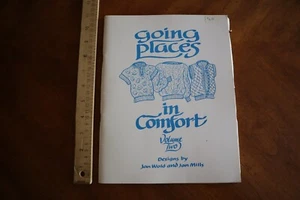 going
places
in
Comfort
Volume
Two
Designs by
Jan Wold and Jan Mills